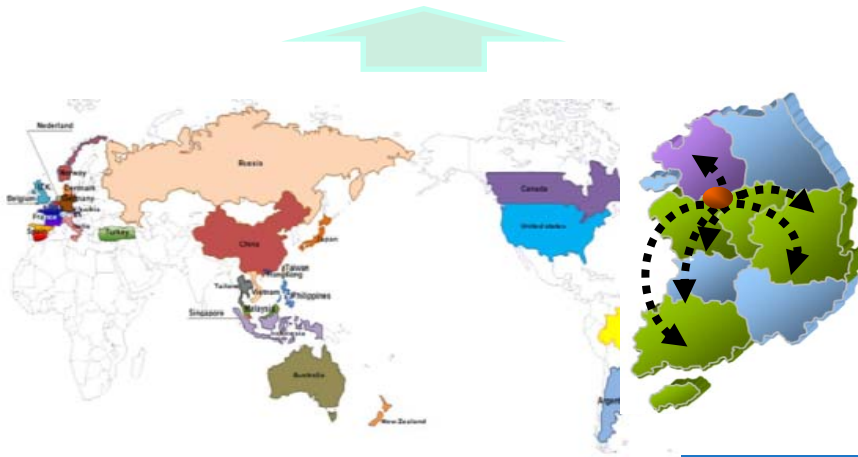 Nederland
Norway
Russia
Denmark
U.K
Germany
Belgium
France
Turkey
Canada
United states
China
Japan
Taiwan
HongKong
Vietnam
Philippines
Malaysia
Singapore
Indonesia
Australia
New Zealand